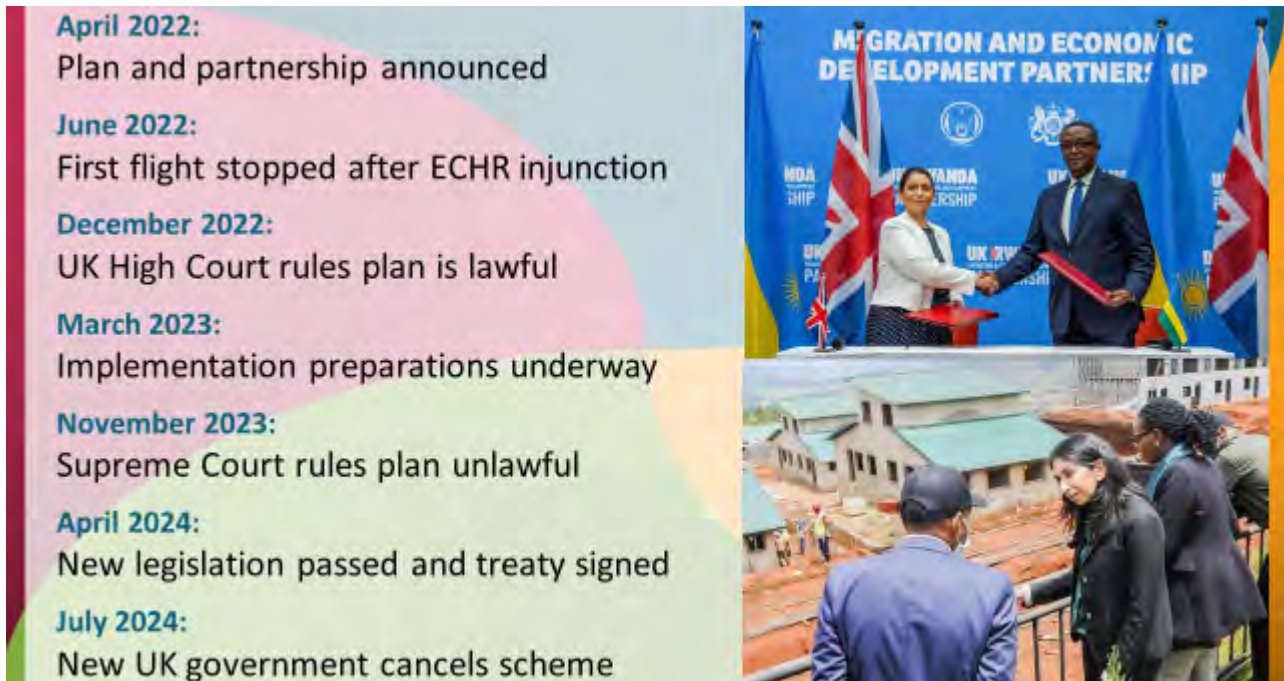 April 2022:
Plan and partnership announced
June 2022:
First flight stopped after ECHR injunction
December 2022:
UK High Court rules plan is lawful
March 2023:
Implementation preparations underway
November 2023:
Supreme Court rules plan unlawful
April 2024:
New legislation passed and treaty signed
July 2024:
New UK government cancels scheme
MIGRATION AND ECONOMIC
DEVELOPMENT PARTNERSHIP